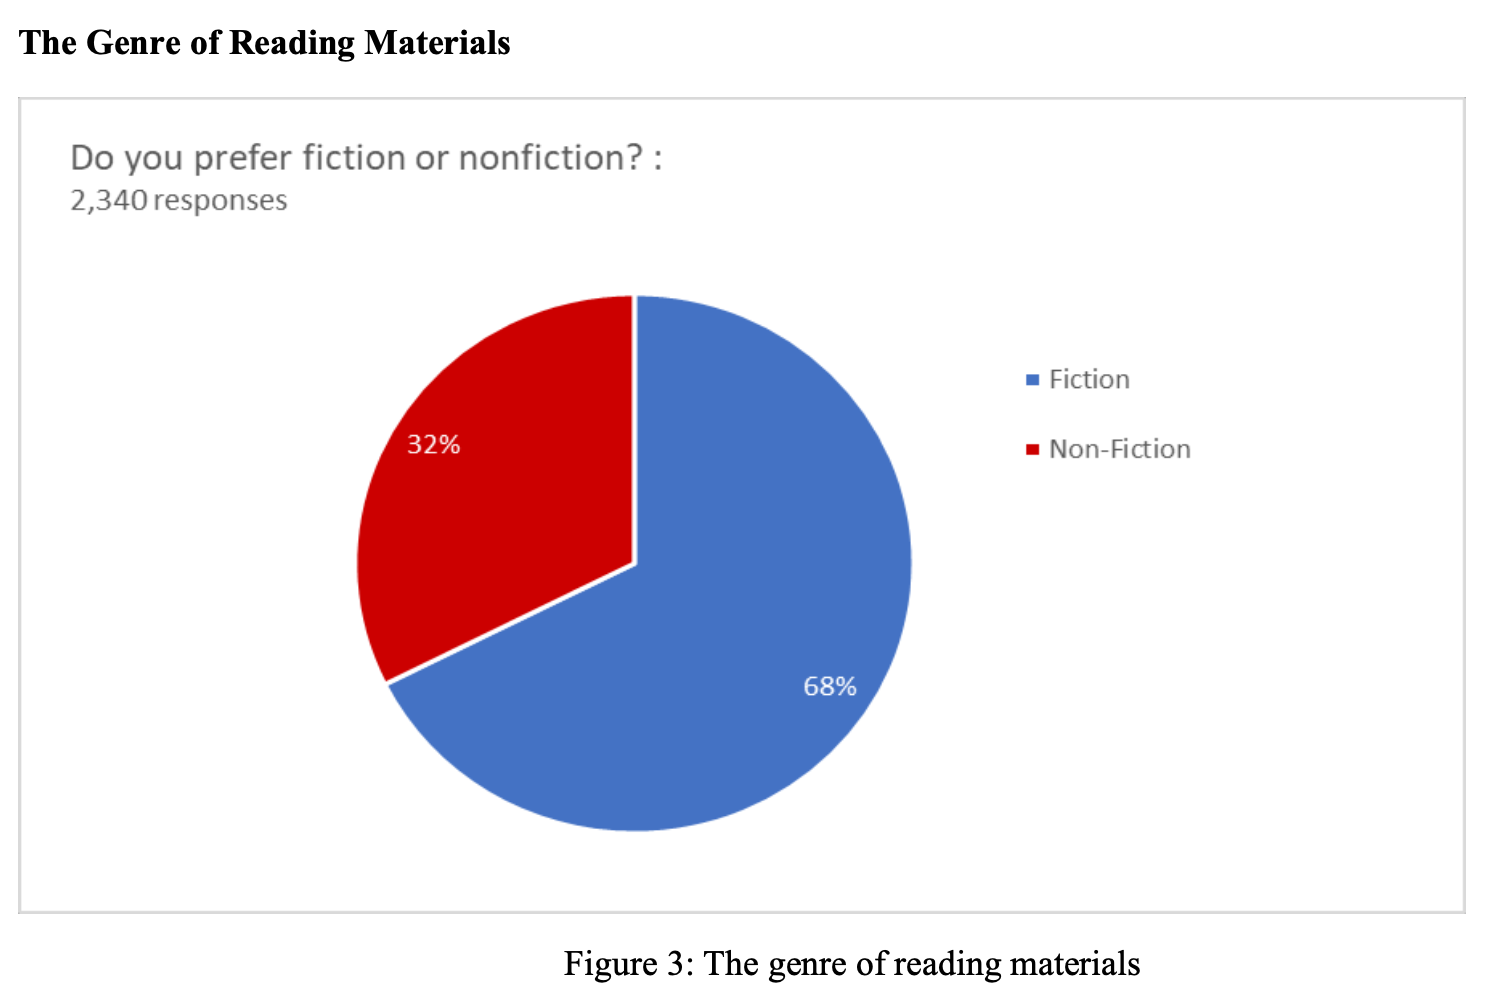 The Genre of Reading Materials
Do you prefer fiction or nonfiction? :
2,340 responses
Fiction
32%
Non-Fiction
68%
Figure 3: The genre of reading materials